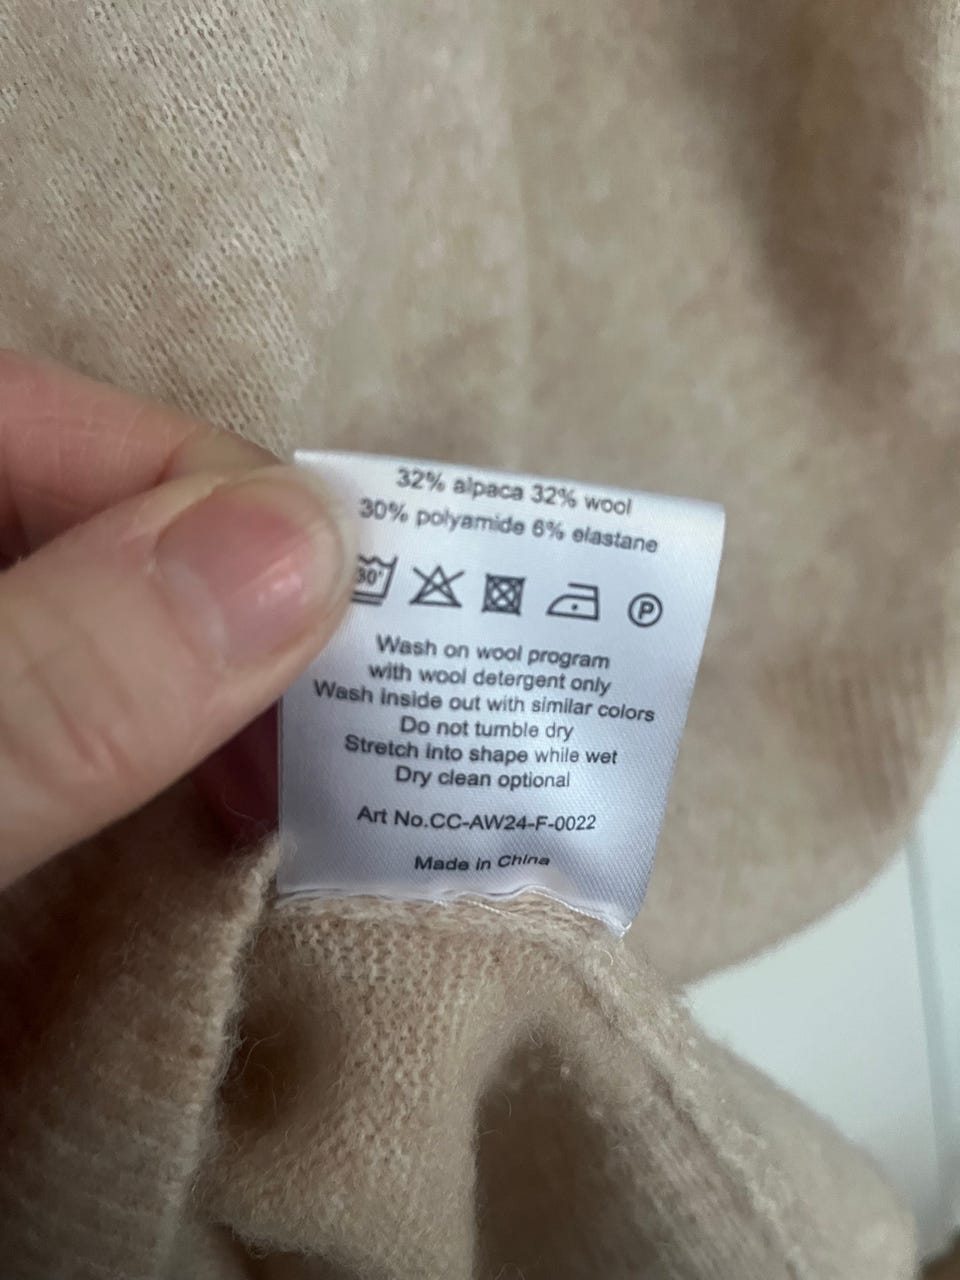 32% alpaca 32% wool
30% polyamide 6% elastane
30° P
Wash on wool program
with wool detergent only
Wash inside out with similar colors
Do not tumble dry
Stretch into shape while wet
Dry clean optional
Art No.CC-AW24-F-0022
Made in China